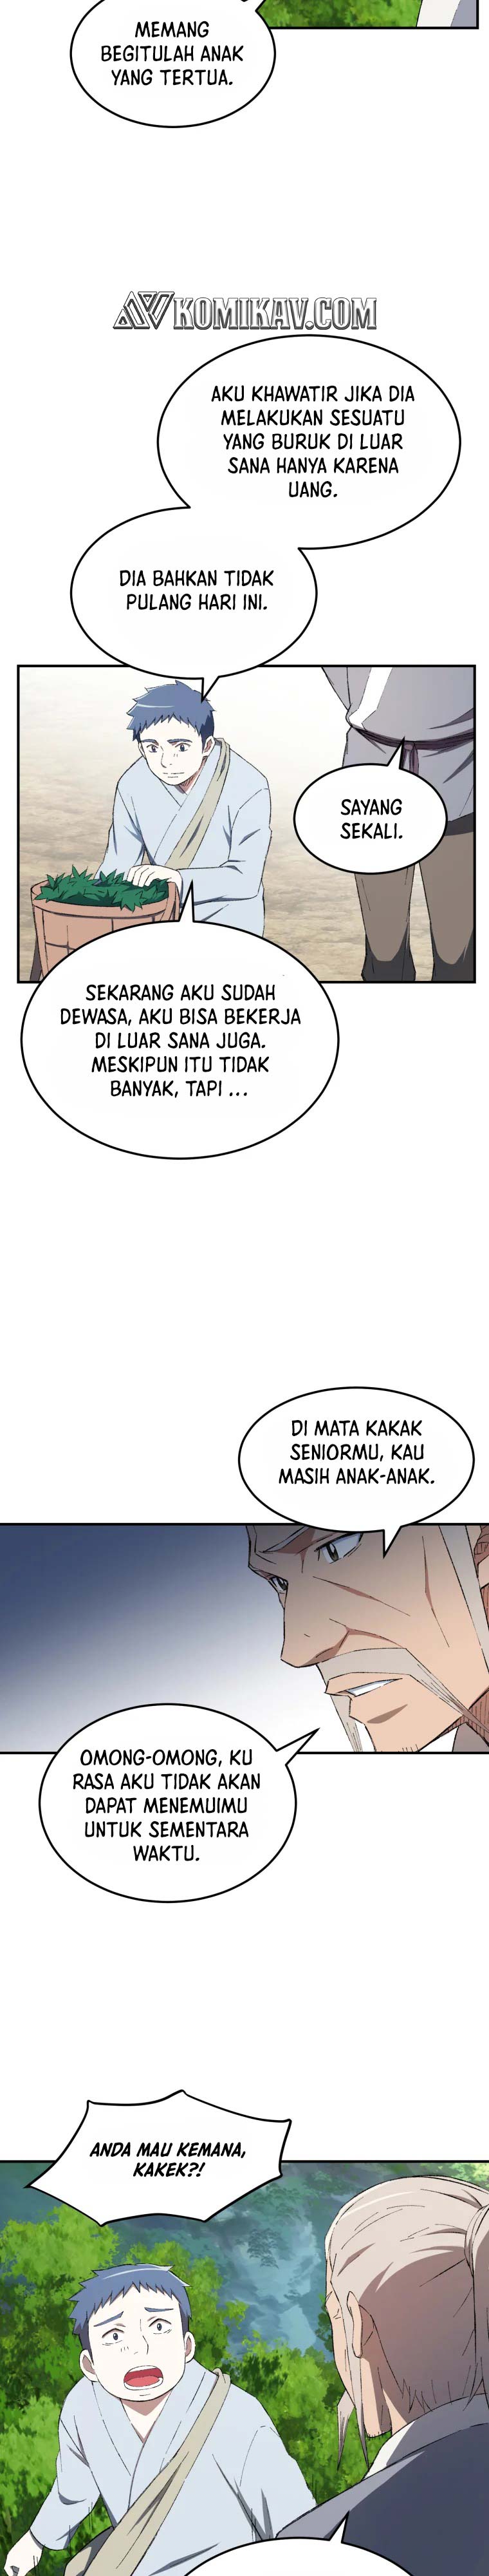 MEMANG
BEGITULAH ANAK
YANG TERTUA.
KOMIKAV.COM
AKU KHAWATIR JIKA DIA
MELAKUKAN SESUATU
YANG BURUK DI LUAR
SANA HANYA KARENA
UANG.
DIA BAHKAN TIDAK
PULANG HARI INI.
SAYANG
SEKALI.
SEKARANG AKU SUDAH
DEWASA, AKU BISA BEKERJA
DI LUAR SANA JUGA.
MESKIPUN ITU TIDAK
BANYAK, TAPI ...
DI MATA KAKAK
SENIORMU, KAU
MASIH ANAK-ANAK.
OMONG-OMONG, KU
RASA AKU TIDAK AKAN
DAPAT MENEMUIMU
UNTUK SEMENTARA
WAKTU.
ANDA MAU KEMANA,
KAKEK?!